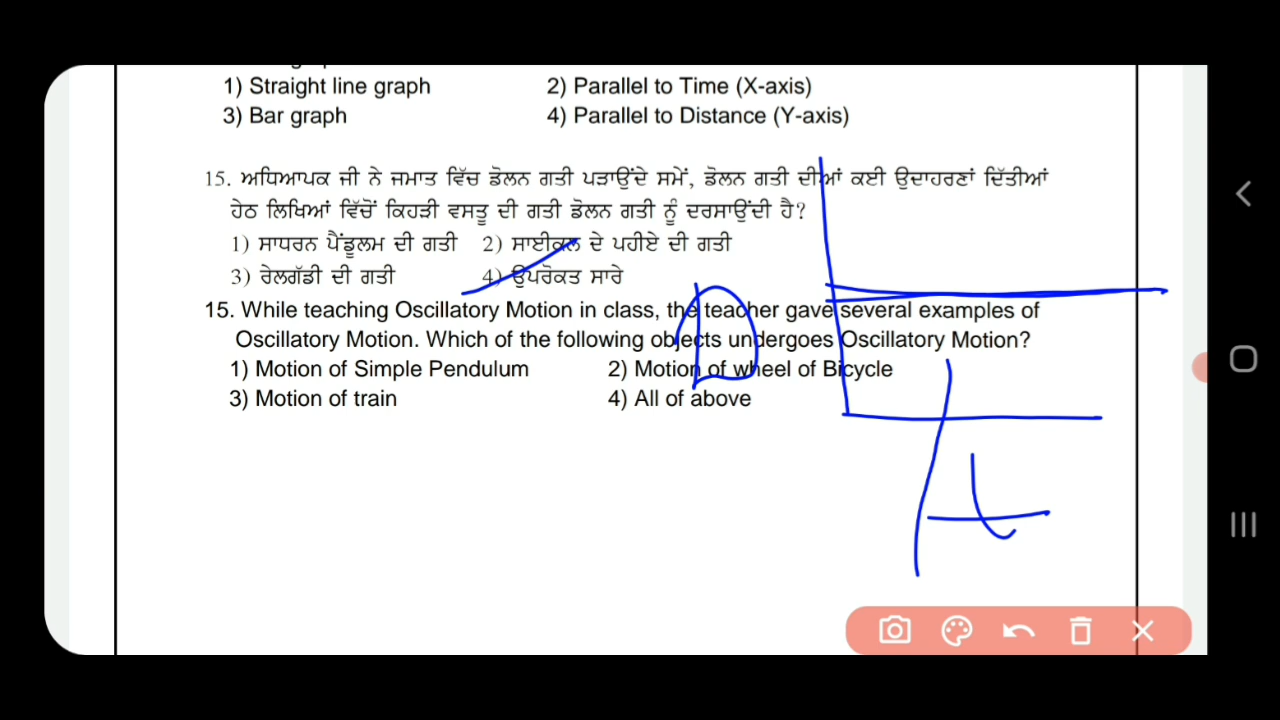 1) Straight line graph 2) Parallel to Time (X-axis)
3) Bar graph 4) Parallel to Distance (Y-axis)
15. ਅਧਿਆਪਕ ਜੀ ਨੇ ਜਮਾਤ ਵਿੱਚ ਡੋਲਨ ਗਤੀ ਪੜਾਉਂਦੇ ਸਮੇਂ, ਡੋਲਨ ਗਤੀ ਦੀਆਂ ਕਈ ਉਦਾਹਰਣਾਂ ਦਿੱਤੀਆਂ
ਹੇਠ ਲਿਖਿਆਂ ਵਿੱਚੋਂ ਕਿਹੜੀ ਵਸਤੂ ਦੀ ਗਤੀ ਡੋਲਨ ਗਤੀ ਨੂੰ ਦਰਸਾਉਂਦੀ ਹੈ?
1) ਸਾਧਰਨ ਪੈਂਡੂਲਮ ਦੀ ਗਤੀ 2) ਸਾਈਕਲ ਦੇ ਪਹੀਏ ਦੀ ਗਤੀ
3) ਰੇਲਗੱਡੀ ਦੀ ਗਤੀ 4) ਉਪਰੋਕਤ ਸਾਰੇ
15. While teaching Oscillatory Motion in class, the teacher gave several examples of
Oscillatory Motion. Which of the following objects undergoes Oscillatory Motion?
1) Motion of Simple Pendulum 2) Motion of wheel of Bicycle
3) Motion of train 4) All of above
D
t